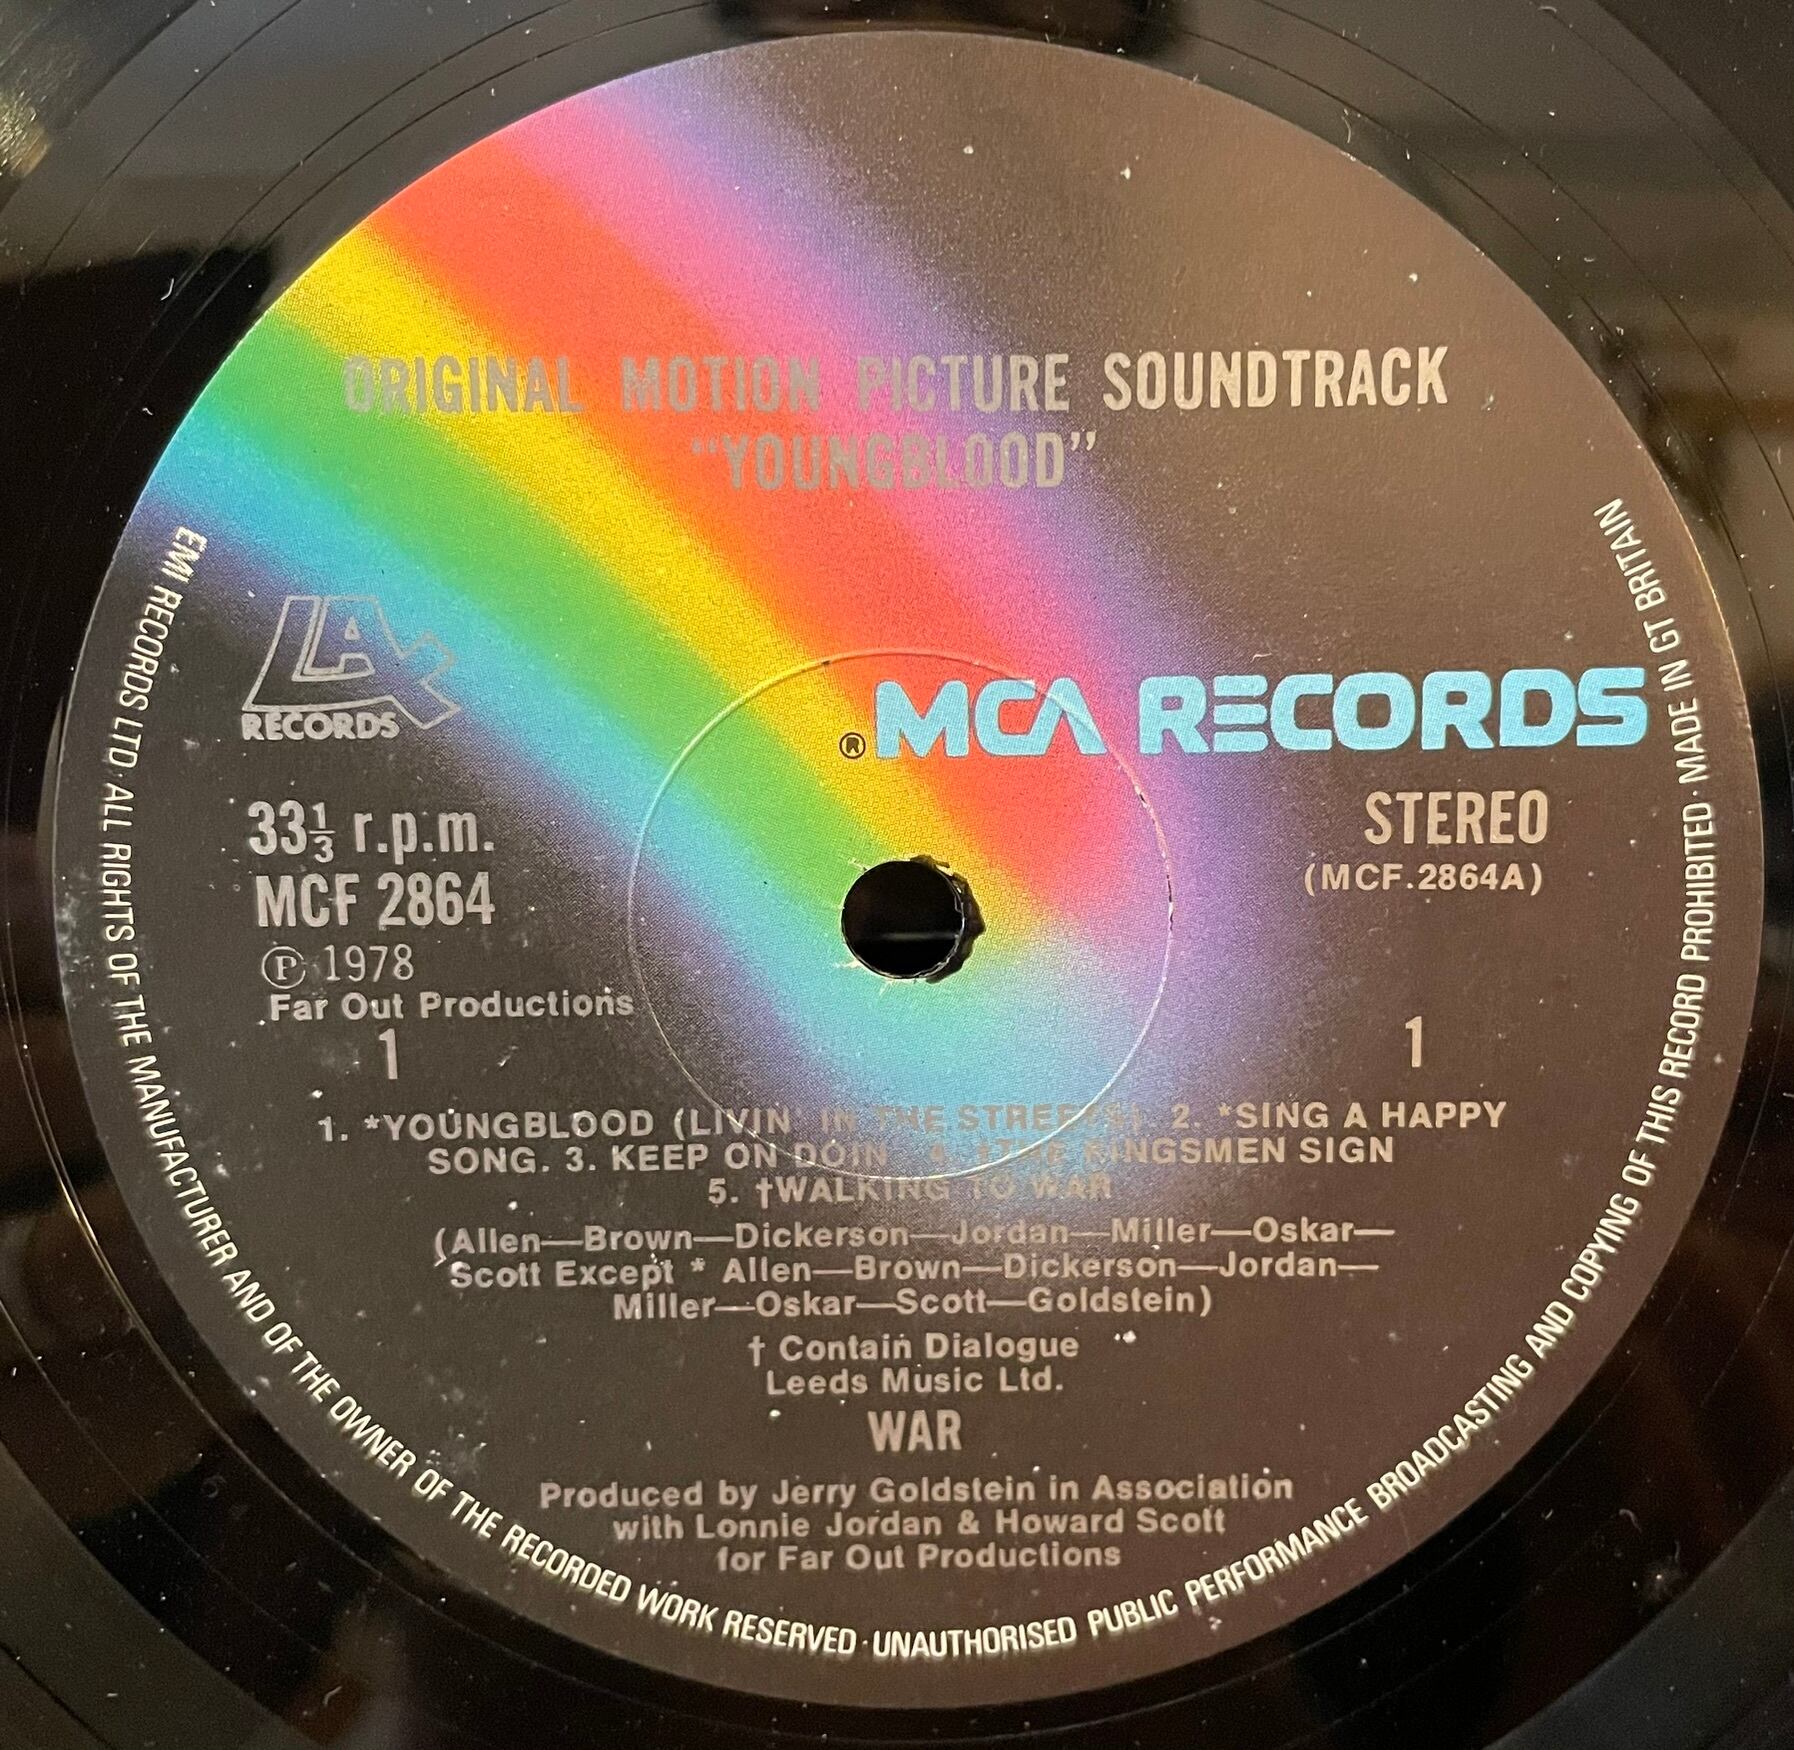 ORIGINAL MOTION PICTURE SOUNDTRACK
"YOUNGBLOOD"
LAX
RECORDS
® MCA RECORDS
33⅓ r.p.m.
MCF 2864
Ⓟ 1978
Far Out Productions
1
STEREO
(MCF.2864A)
1
1. *YOUNGBLOOD (LIVIN' IN THE STREETS) 2. *SING A HAPPY
SONG. 3. KEEP ON DOIN' 4. †THE KINGSMEN SIGN
5. †WALKING TO WAR
(Allen—Brown—Dickerson—Jordan—Miller—Oskar—
Scott Except * Allen—Brown—Dickerson—Jordan—
Miller—Oskar—Scott—Goldstein)
† Contain Dialogue
Leeds Music Ltd.
WAR
Produced by Jerry Goldstein in Association
with Lonnie Jordan & Howard Scott
for Far Out Productions
EMI RECORDS LTD · ALL RIGHTS OF THE MANUFACTURER AND OF THE OWNER OF THE RECORDED WORK RESERVED · UNAUTHORISED PUBLIC PERFORMANCE BROADCASTING AND COPYING OF THIS RECORD PROHIBITED · MADE IN GT BRITAIN